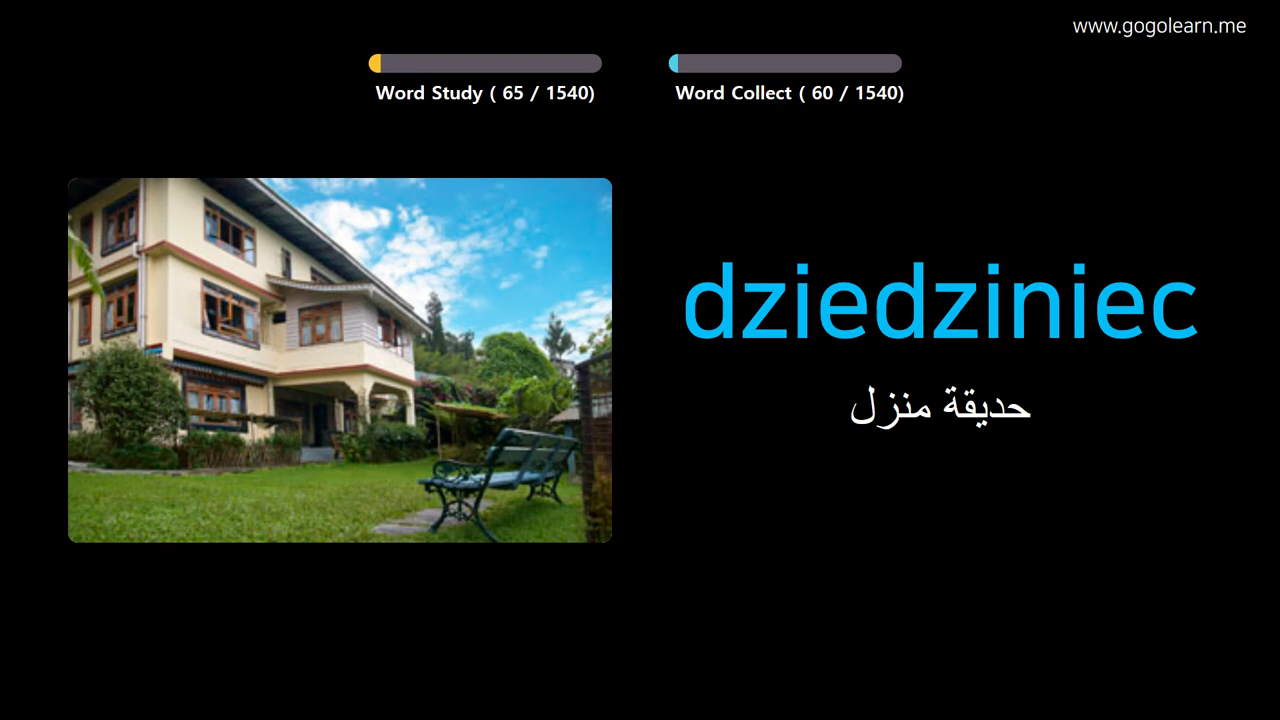 www.gogolearn.me
Word Study ( 65 / 1540)
Word Collect ( 60 / 1540)
dziedziniec
حديقة منزل